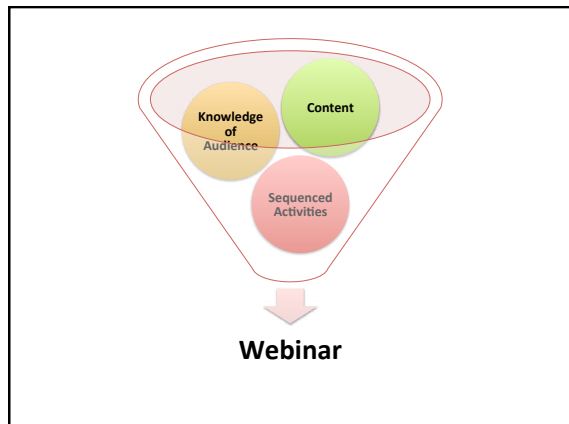 Content
Knowledge
of
Audience
Sequenced
Activities
Webinar